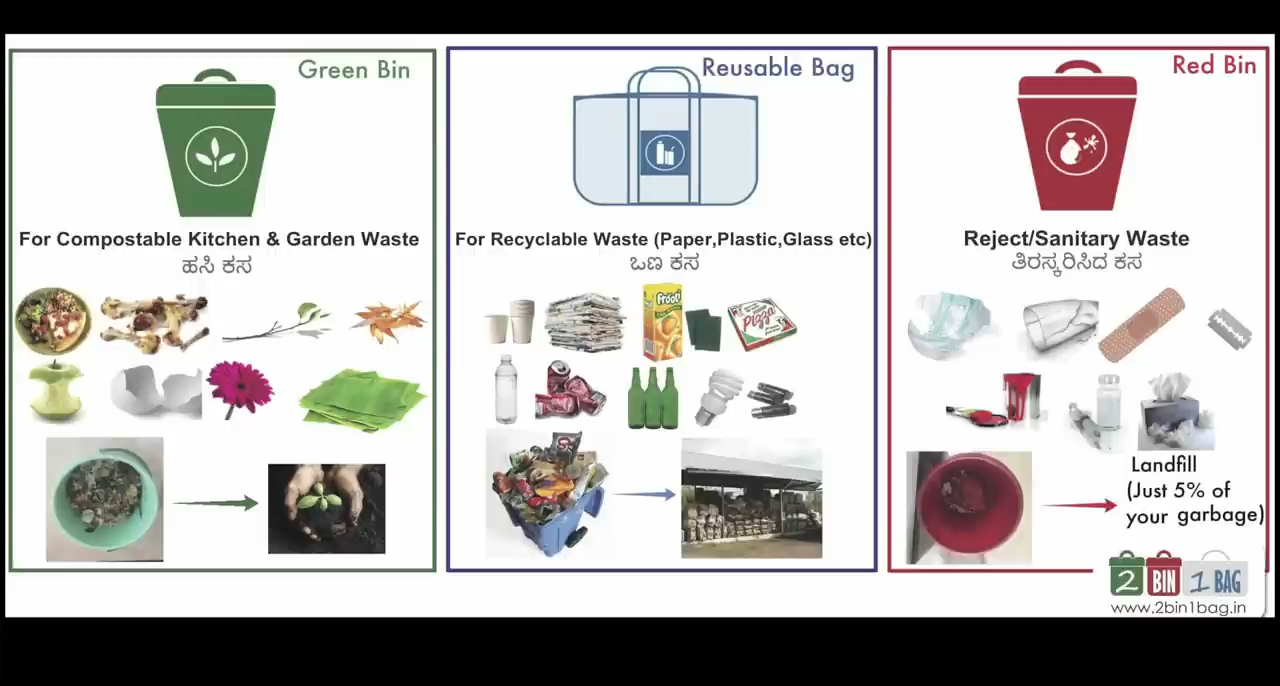 Green Bin
For Compostable Kitchen & Garden Waste
ಹಸಿ ಕಸ
Reusable Bag
For Recyclable Waste (Paper,Plastic,Glass etc)
ಒಣ ಕಸ
Frooti
Pizza
Red Bin
Reject/Sanitary Waste
ತಿರಸ್ಕರಿಸಿದ ಕಸ
Landfill
(Just 5% of
your garbage)
2 BIN 1 BAG
www.2bin1bag.in